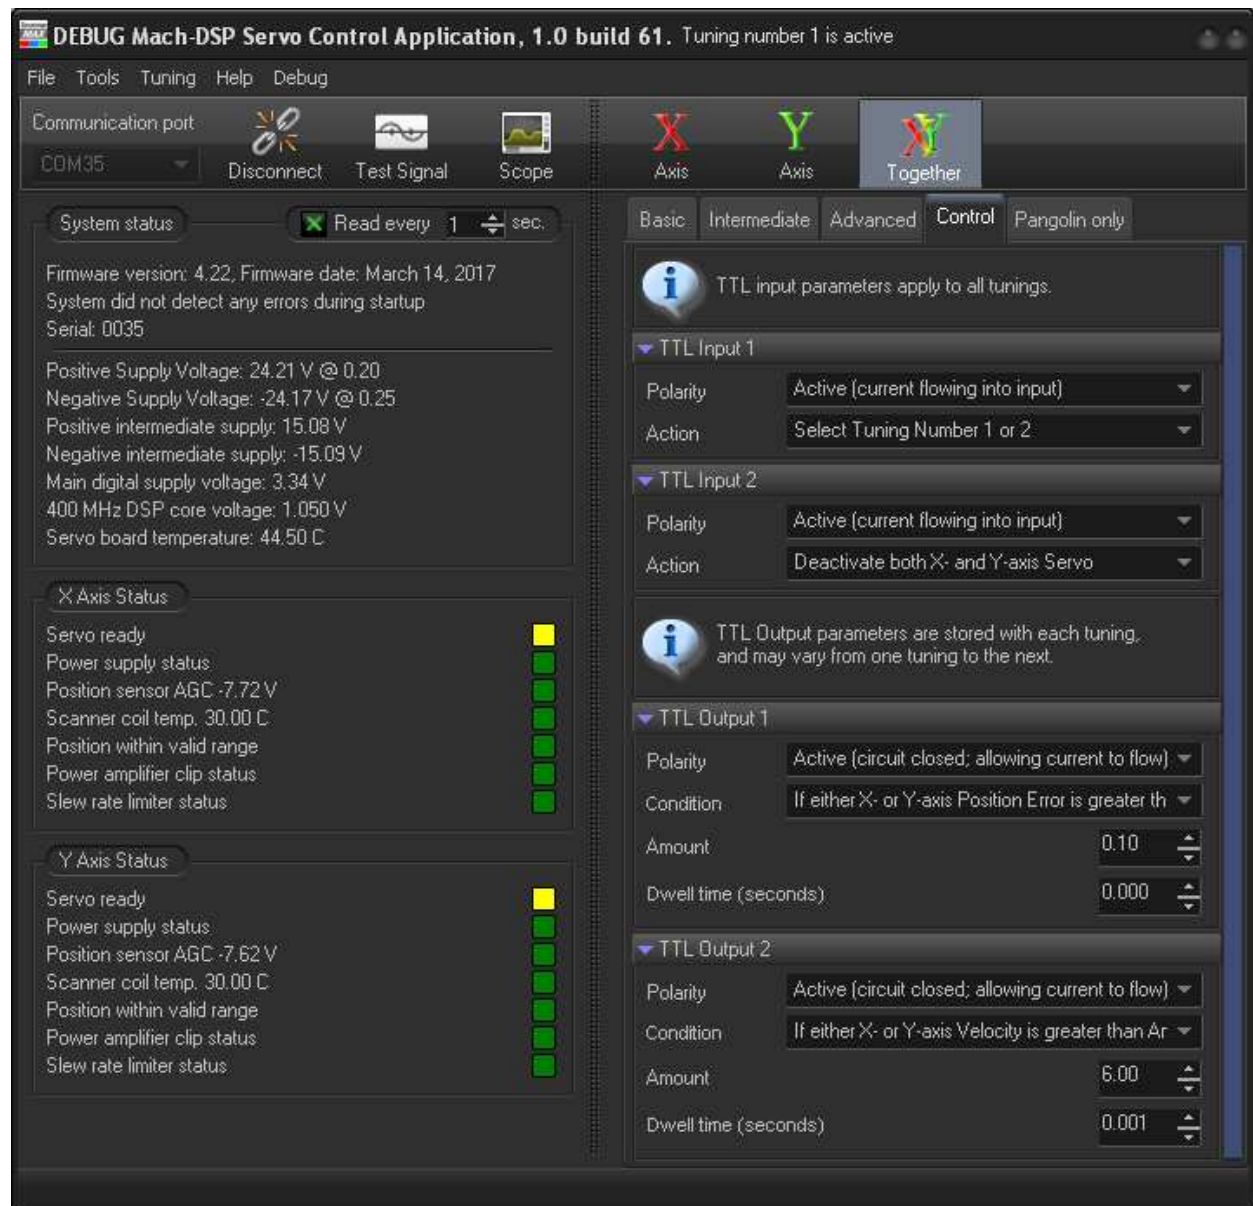 DEBUG Mach-DSP Servo Control Application, 1.0 build 61. Tuning number 1 is active
File Tools Tuning Help Debug
Communication port
COM35
Disconnect
Test Signal
Scope
X
Axis
Y
Axis
XY
Together
System status
Read every 1 sec.
Firmware version: 4.22, Firmware date: March 14, 2017
System did not detect any errors during startup
Serial: 0035
Positive Supply Voltage: 24.21 V @ 0.20
Negative Supply Voltage: -24.17 V @ 0.25
Positive intermediate supply: 15.08 V
Negative intermediate supply: -15.09 V
Main digital supply voltage: 3.34 V
400 MHz DSP core voltage: 1.050 V
Servo board temperature: 44.50 C
X Axis Status
Servo ready
Power supply status
Position sensor AGC -7.72 V
Scanner coil temp. 30.00 C
Position within valid range
Power amplifier clip status
Slew rate limiter status
Y Axis Status
Servo ready
Power supply status
Position sensor AGC -7.62 V
Scanner coil temp. 30.00 C
Position within valid range
Power amplifier clip status
Slew rate limiter status
Basic Intermediate Advanced Control Pangolin only
TTL input parameters apply to all tunings.
TTL Input 1
Polarity Active (current flowing into input)
Action Select Tuning Number 1 or 2
TTL Input 2
Polarity Active (current flowing into input)
Action Deactivate both X- and Y-axis Servo
TTL Output parameters are stored with each tuning,
and may vary from one tuning to the next.
TTL Output 1
Polarity Active (circuit closed; allowing current to flow)
Condition If either X- or Y-axis Position Error is greater th
Amount 0.10
Dwell time (seconds) 0.000
TTL Output 2
Polarity Active (circuit closed; allowing current to flow)
Condition If either X- or Y-axis Velocity is greater than Ar
Amount 6.00
Dwell time (seconds) 0.001